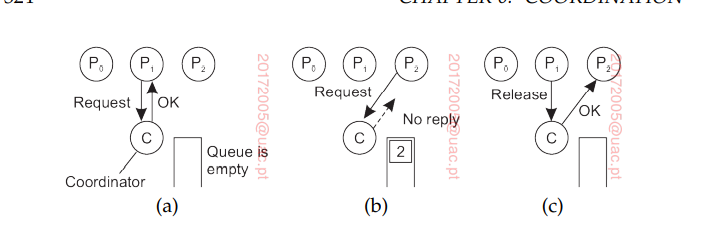 321 CHAPTER 6. COORDINATION
P0 P1 P2
Request OK
C
Queue is
empty
Coordinator
(a)
P0 P1 P2
Request
No reply
C
2
(b)
P0 P1 P2
Release
OK
C
(c)
20172005@uac.pt
20172005@uac.pt
20172005@uac.pt